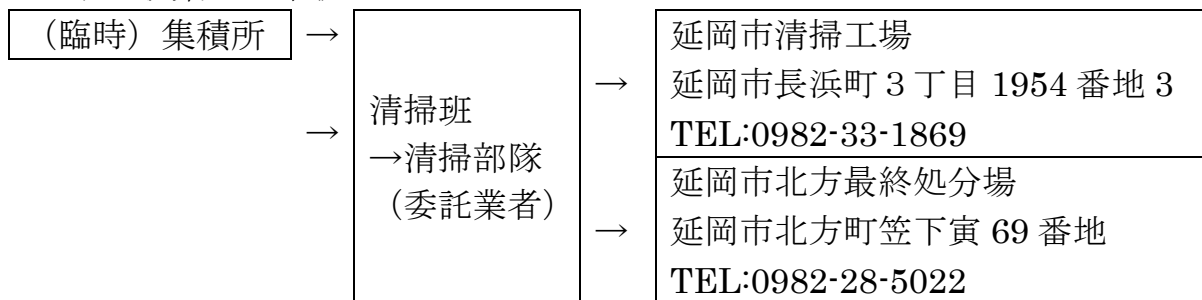 （臨時）集積所 →
→
清掃班
→清掃部隊
（委託業者）
→
延岡市清掃工場
延岡市長浜町３丁目 1954 番地 3
TEL:0982-33-1869
→
延岡市北方最終処分場
延岡市北方町笠下寅 69 番地
TEL:0982-28-5022